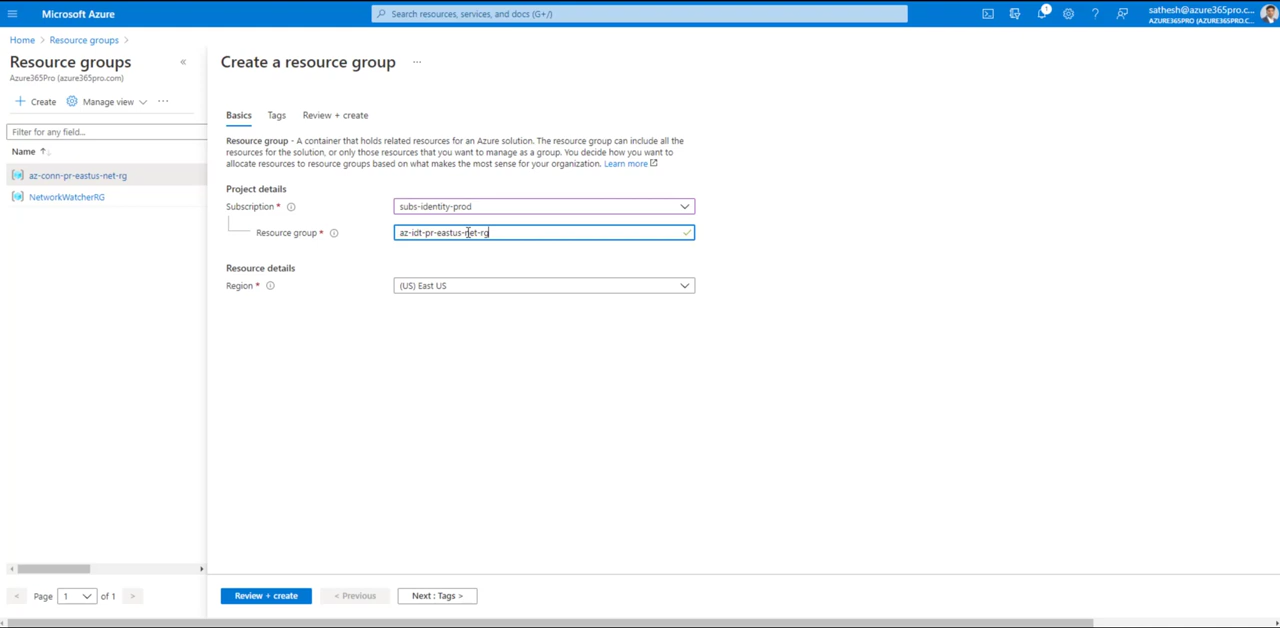 Microsoft Azure
Search resources, services, and docs (G+/)
1
sathesh@azure365pro.c...
AZURE365PRO (AZURE365PRO.C...
Home > Resource groups >
Resource groups
«
Azure365Pro (azure365pro.com)
Create a resource group
...
+ Create
Manage view
...
Filter for any field...
Name ↑↓
az-conn-pr-eastus-net-rg
NetworkWatcherRG
Basics
Tags
Review + create
Resource group - A container that holds related resources for an Azure solution. The resource group can include all the
resources for the solution, or only those resources that you want to manage as a group. You decide how you want to
allocate resources to resource groups based on what makes the most sense for your organization. Learn more
Project details
Subscription *
subs-identity-prod
Resource group *
az-idt-pr-eastus-net-rg
Resource details
Region *
(US) East US
< Page 1 of 1 >
Review + create
< Previous
Next : Tags >